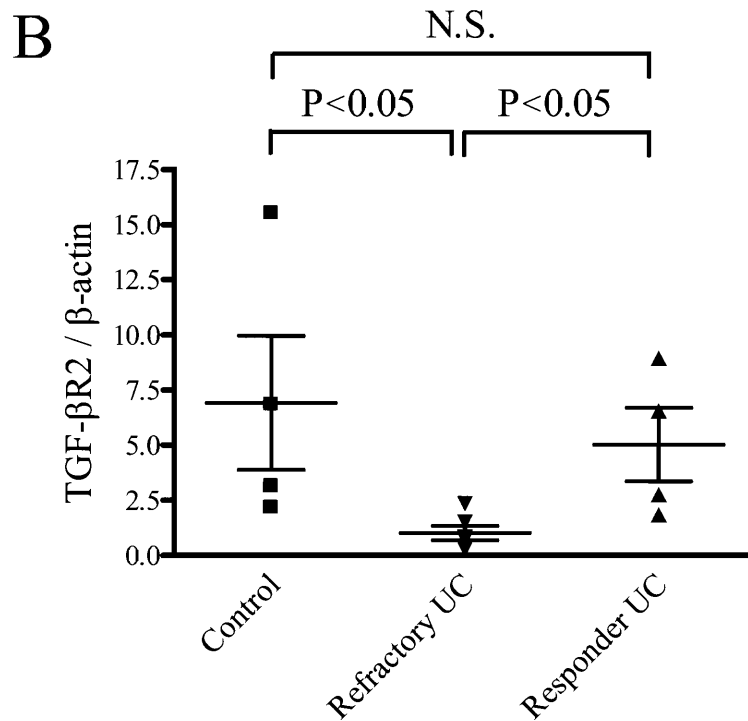 B
N.S.
P<0.05 P<0.05
TGF-βR2 / β-actin
17.5
15.0
12.5
10.0
7.5
5.0
2.5
0.0
Control
Refractory UC
Responder UC